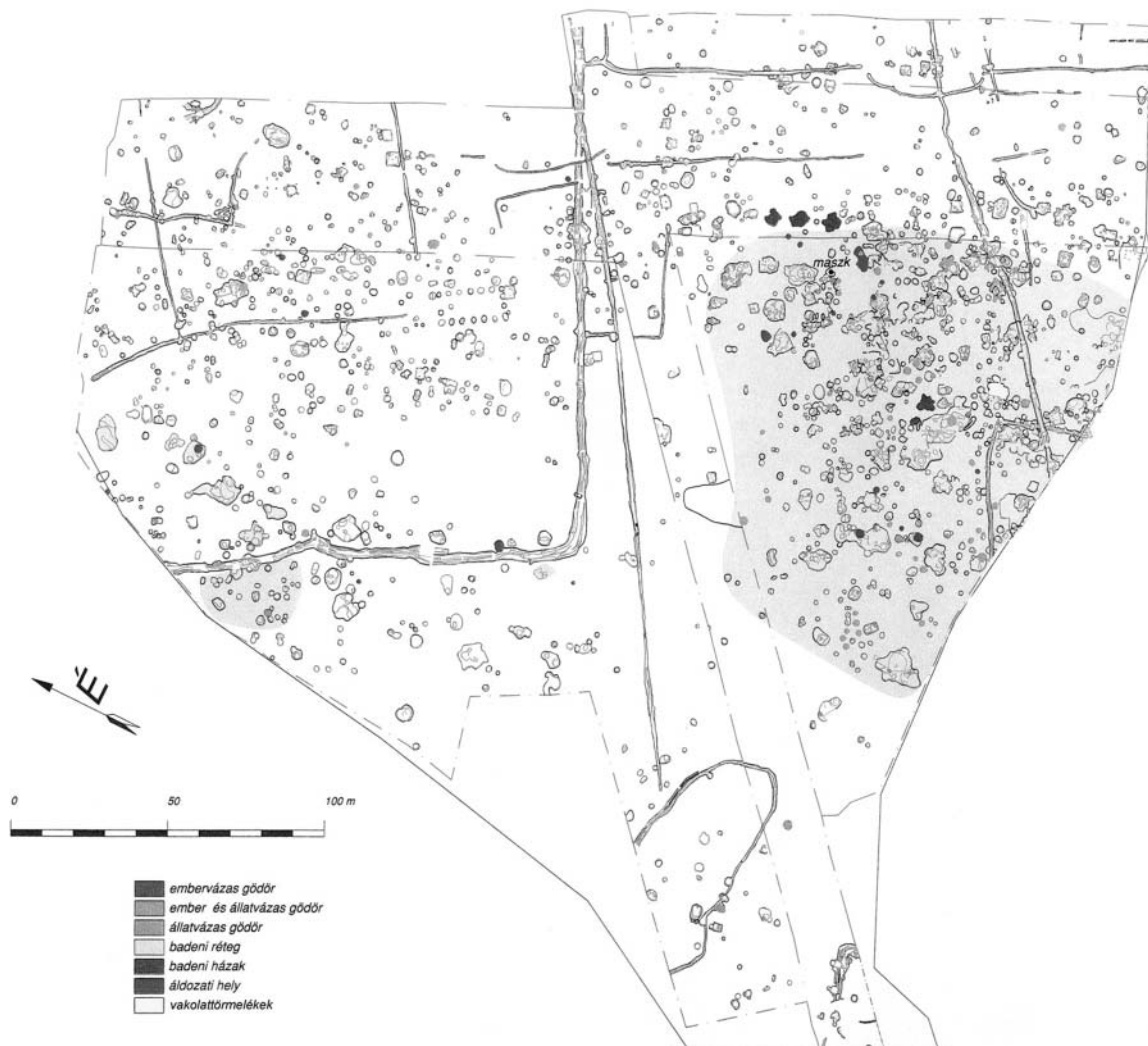 maszk
É
0 50 100 m
embervázas gödör
ember és állatvázas gödör
állatvázas gödör
badeni réteg
badeni házak
áldozati hely
vakolattörmelékek